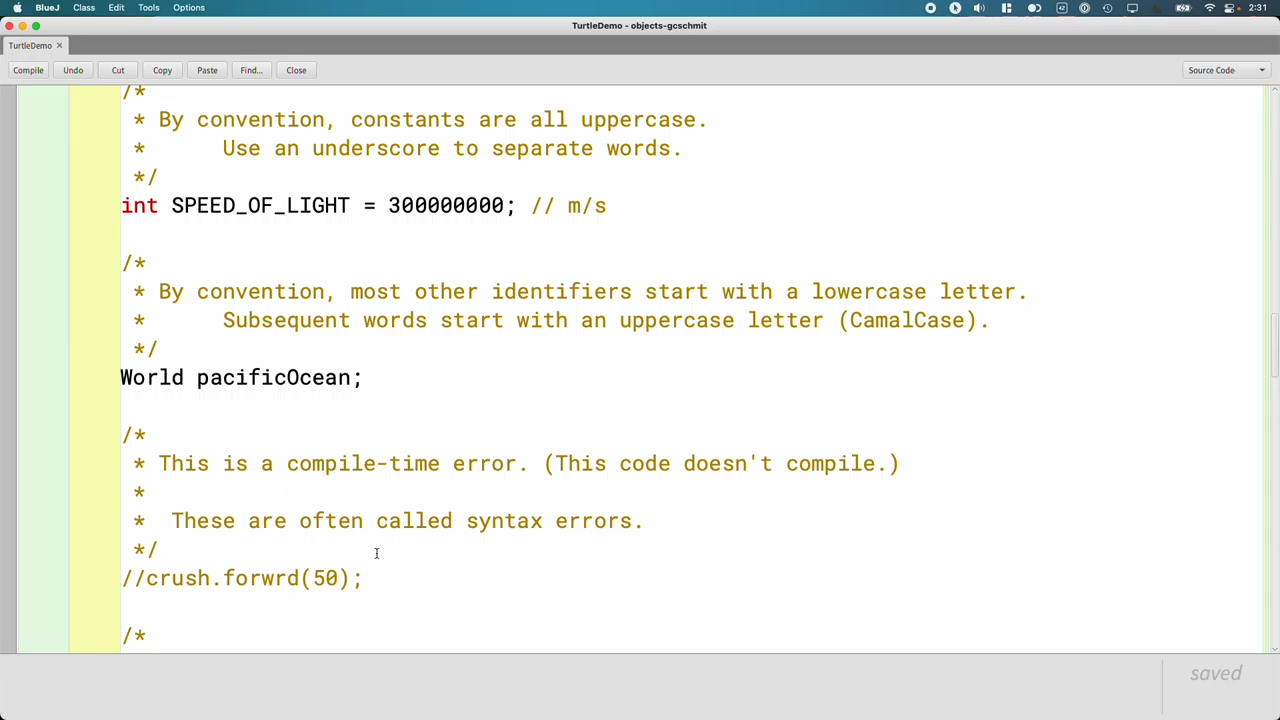 BlueJ Class Edit Tools Options 2:31
TurtleDemo - objects-gcschmit
TurtleDemo
Compile Undo Cut Copy Paste Find... Close Source Code
/*
* By convention, constants are all uppercase.
* Use an underscore to separate words.
*/
int SPEED_OF_LIGHT = 300000000; // m/s
/*
* By convention, most other identifiers start with a lowercase letter.
* Subsequent words start with an uppercase letter (CamalCase).
*/
World pacificOcean;
/*
* This is a compile-time error. (This code doesn't compile.)
*
* These are often called syntax errors.
*/
//crush.forwrd(50);
/*
saved